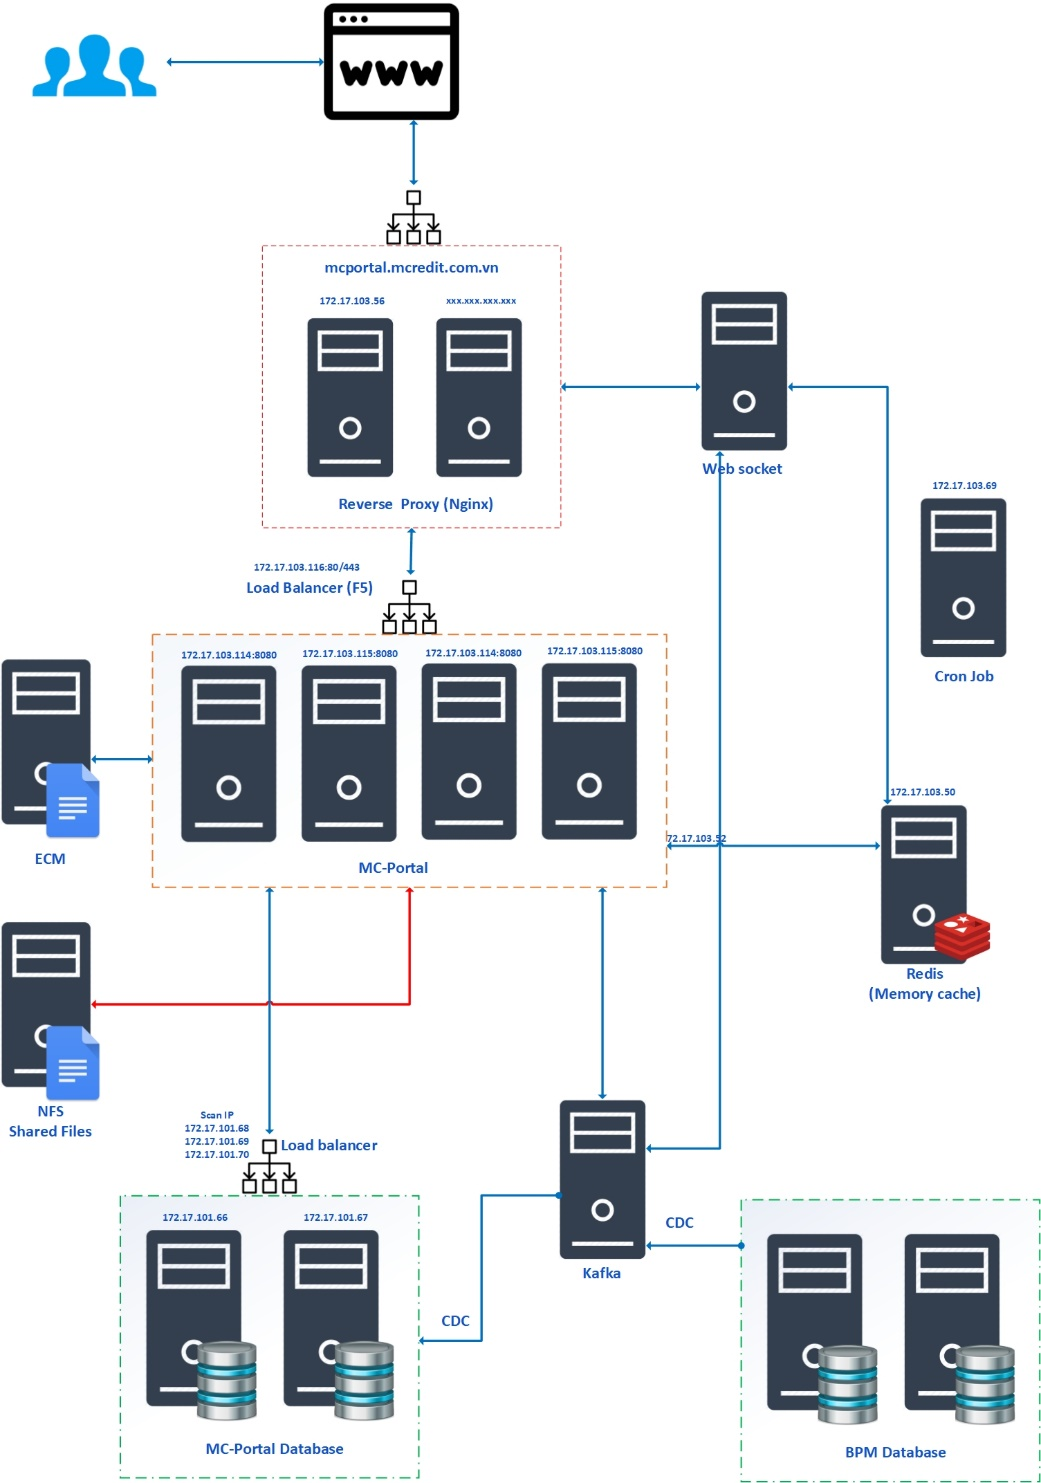 WWW
mcportal.mcredit.com.vn
172.17.103.56
xxx.xxx.xxx.xxx
Reverse Proxy (Nginx)
Web socket
172.17.103.69
Cron Job
172.17.103.116:80/443
Load Balancer (F5)
172.17.103.114:8080
172.17.103.115:8080
172.17.103.114:8080
172.17.103.115:8080
MC-Portal
ECM
72.17.103.52
172.17.103.50
Redis
(Memory cache)
NFS
Shared Files
Scan IP
172.17.101.68
172.17.101.69
172.17.101.70
Load balancer
172.17.101.66
172.17.101.67
MC-Portal Database
Kafka
CDC
CDC
BPM Database